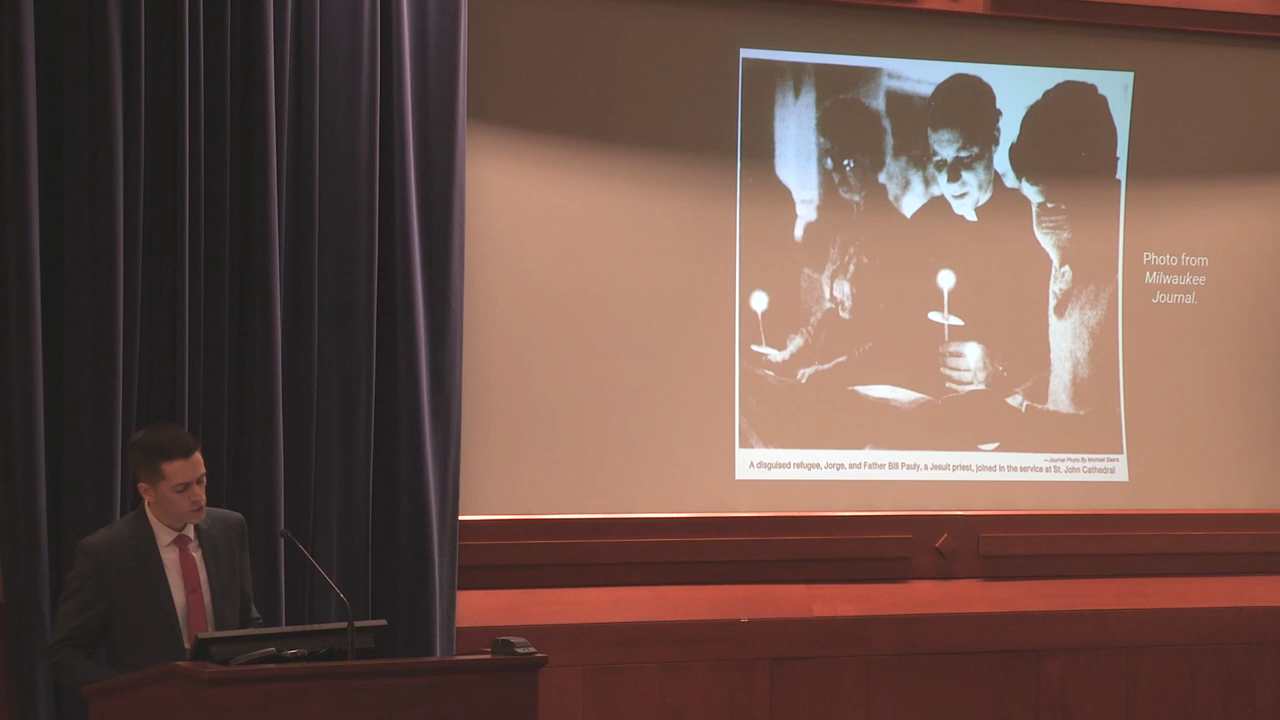 Photo from
Milwaukee
Journal.
—Journal Photo By Michael Sears
A disguised refugee, Jorge, and Father Bill Pauly, a Jesuit priest, joined in the service at St. John Cathedral